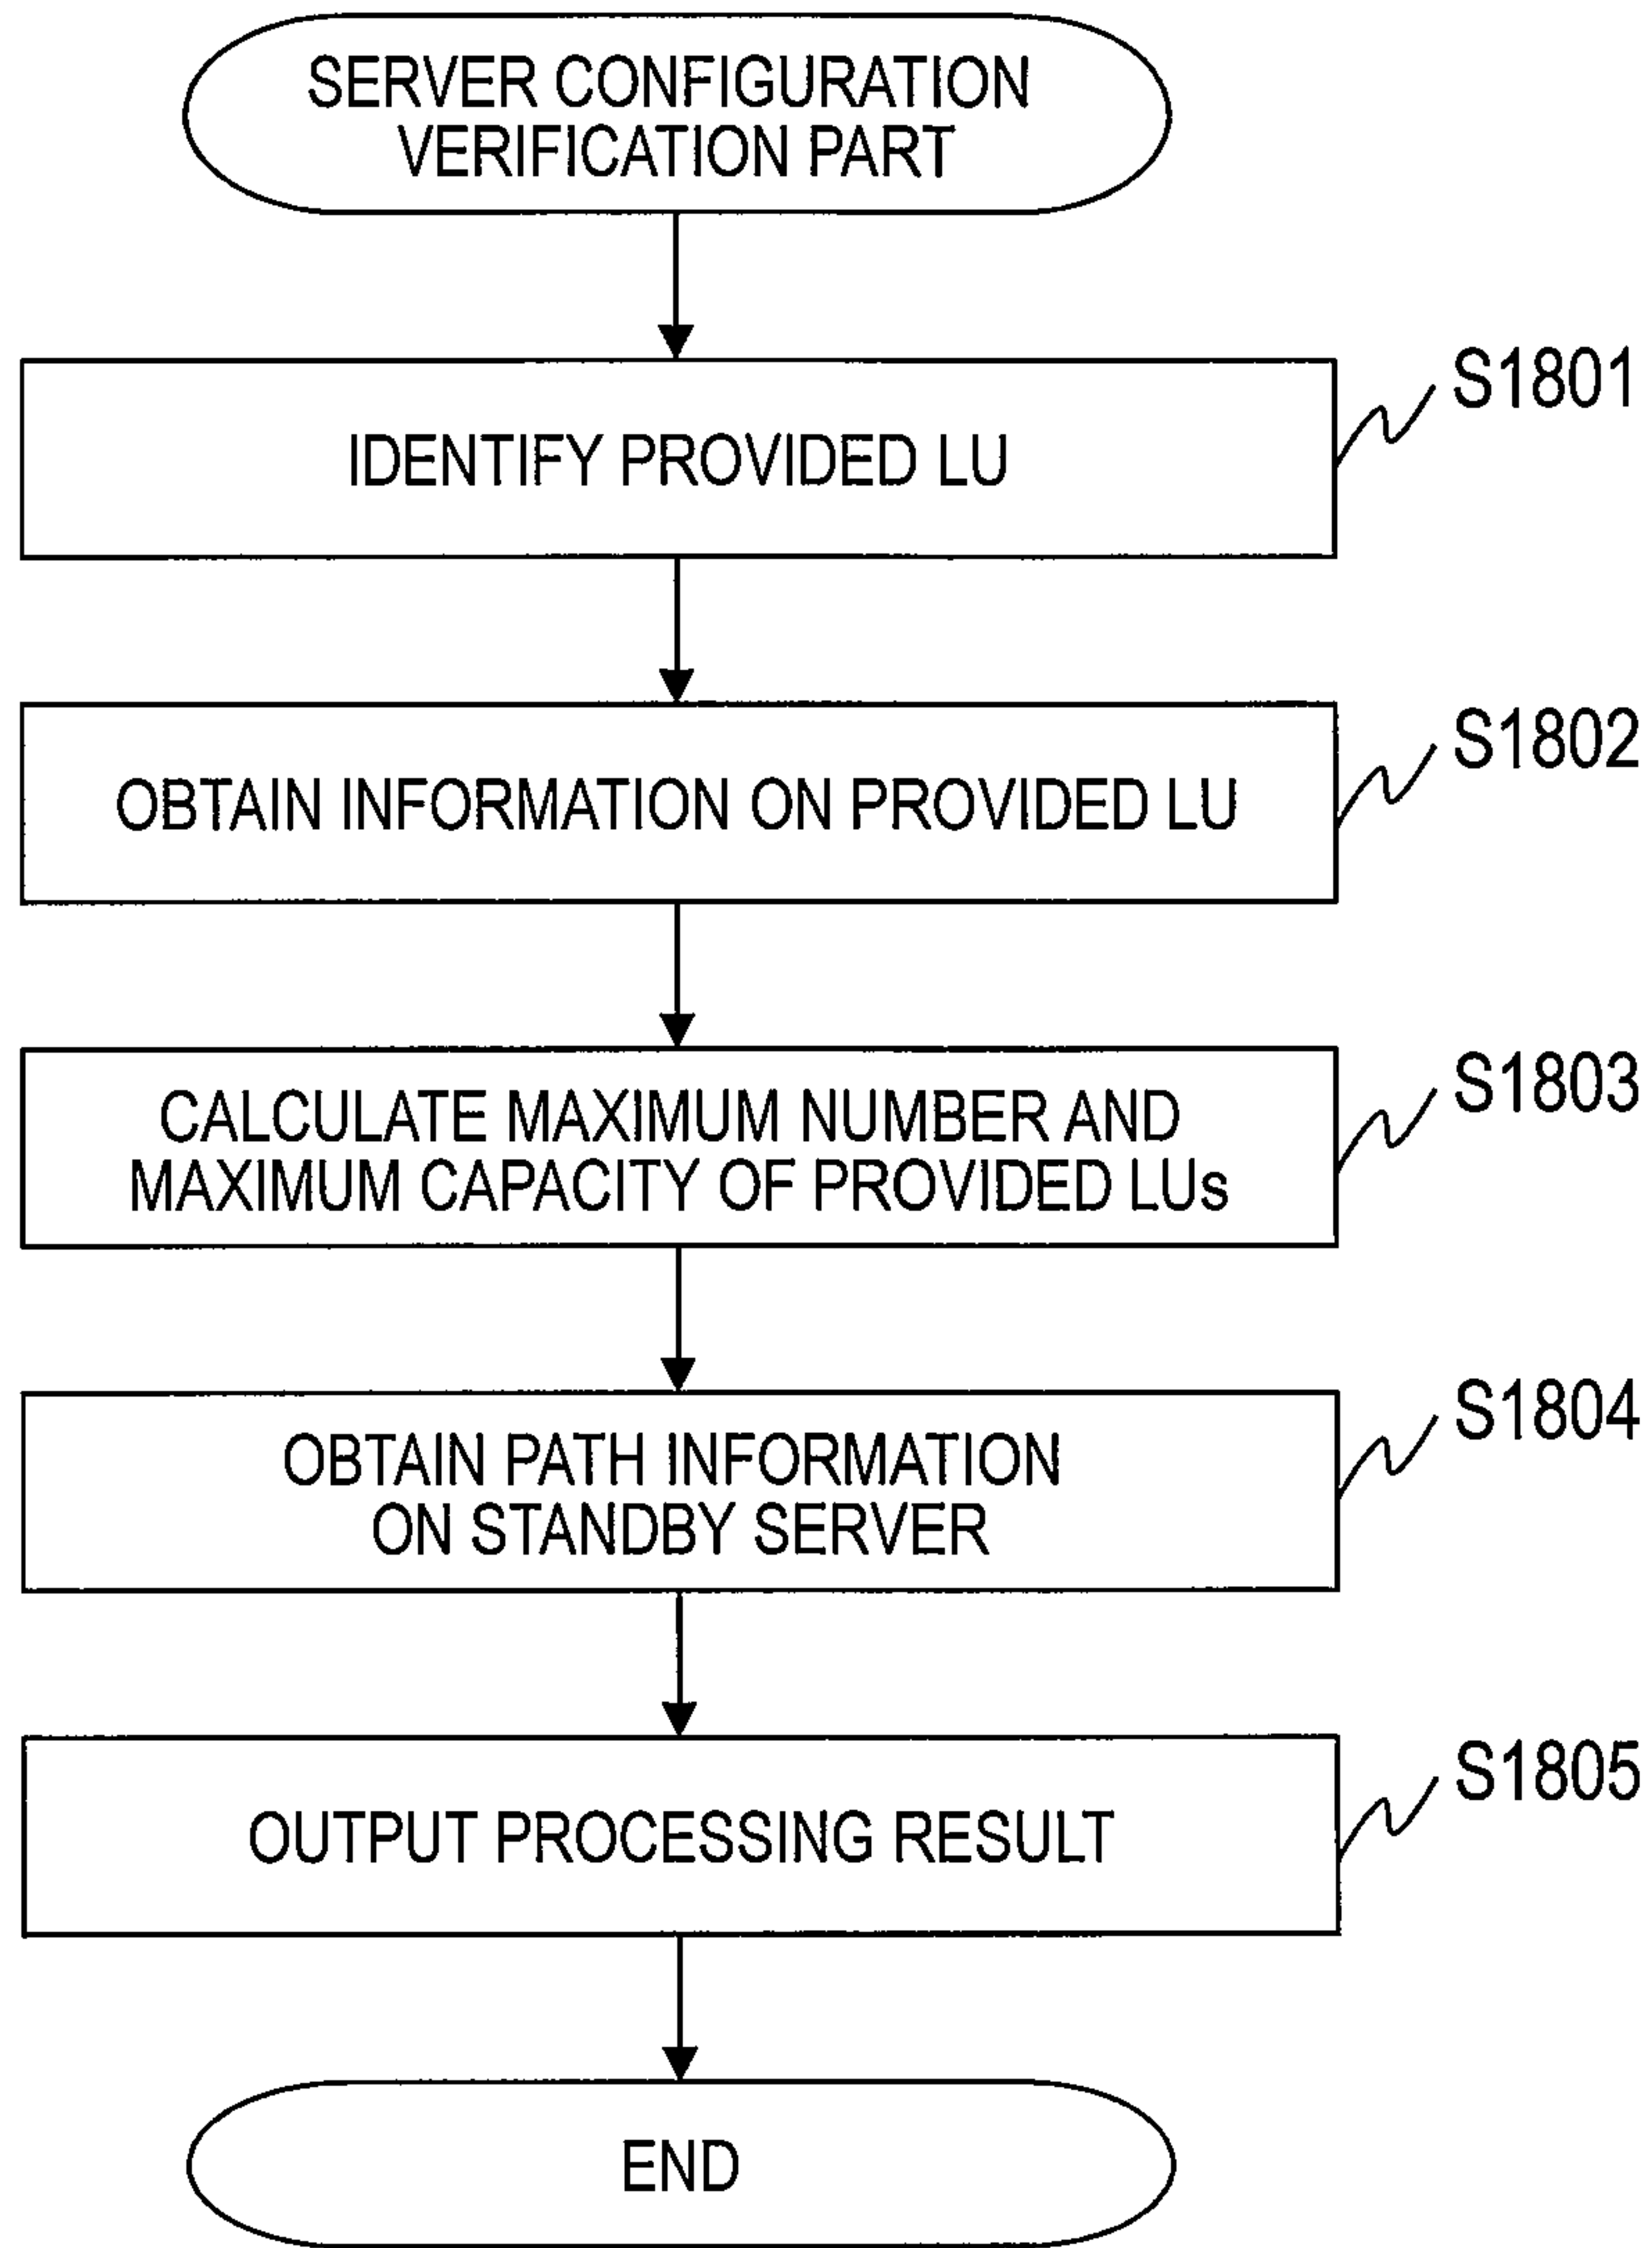 SERVER CONFIGURATION
VERIFICATION PART
S1801
IDENTIFY PROVIDED LU
S1802
OBTAIN INFORMATION ON PROVIDED LU
S1803
CALCULATE MAXIMUM NUMBER AND
MAXIMUM CAPACITY OF PROVIDED LUs
S1804
OBTAIN PATH INFORMATION
ON STANDBY SERVER
S1805
OUTPUT PROCESSING RESULT
END